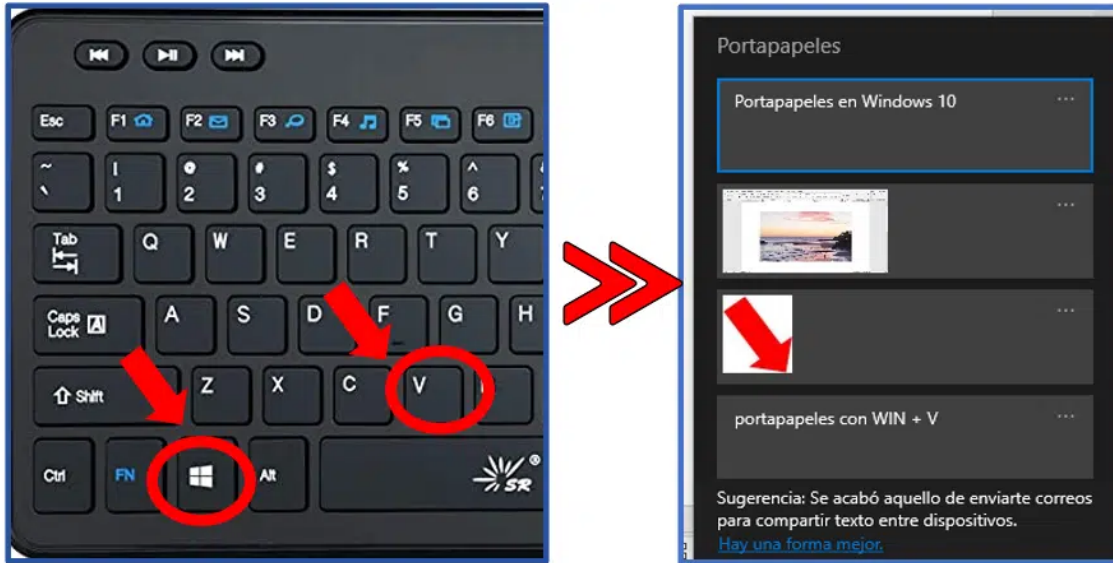 Esc F1 F2 F3 F4 F5 F6
~ ! @ # $ % ^
` 1 2 3 4 5 6
Tab Q W E R T Y
Caps Lock A A S D F G H
Shift Z X C V
Ctrl FN Alt SR ®
Portapapeles
Portapapeles en Windows 10
portapapeles con WIN + V
Sugerencia: Se acabó aquello de enviarte correos
para compartir texto entre dispositivos.
Hay una forma mejor.